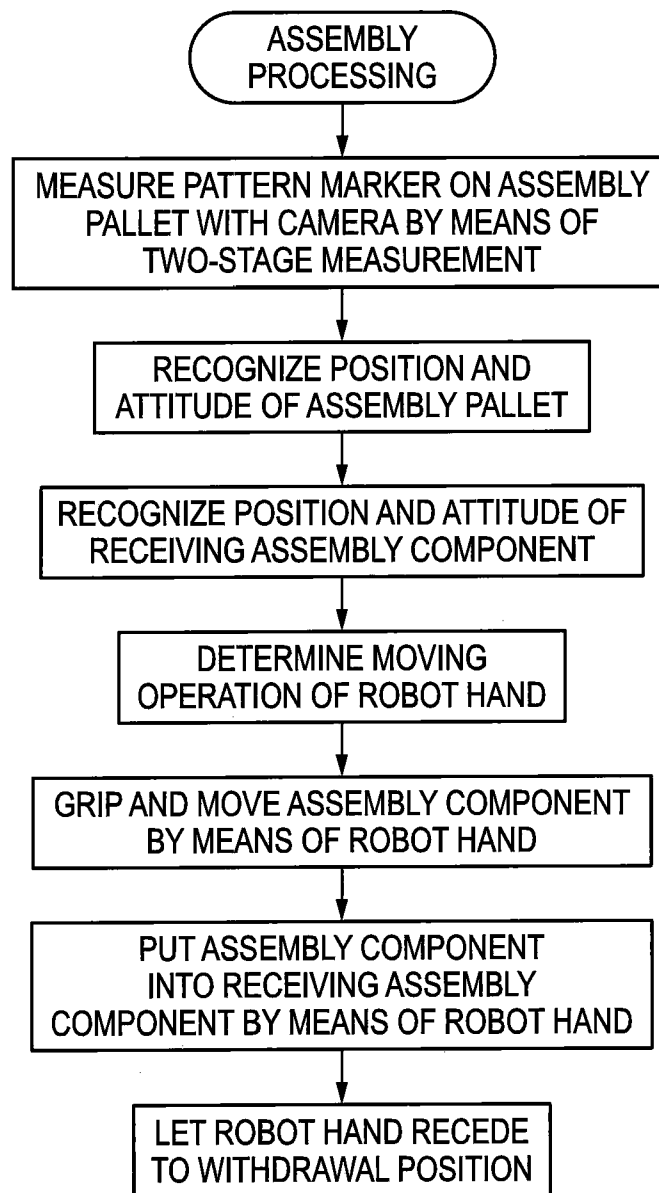 ASSEMBLY
PROCESSING
MEASURE PATTERN MARKER ON ASSEMBLY
PALLET WITH CAMERA BY MEANS OF
TWO-STAGE MEASUREMENT
RECOGNIZE POSITION AND
ATTITUDE OF ASSEMBLY PALLET
RECOGNIZE POSITION AND ATTITUDE OF
RECEIVING ASSEMBLY COMPONENT
DETERMINE MOVING
OPERATION OF ROBOT HAND
GRIP AND MOVE ASSEMBLY COMPONENT
BY MEANS OF ROBOT HAND
PUT ASSEMBLY COMPONENT
INTO RECEIVING ASSEMBLY
COMPONENT BY MEANS OF ROBOT HAND
LET ROBOT HAND RECEDE
TO WITHDRAWAL POSITION